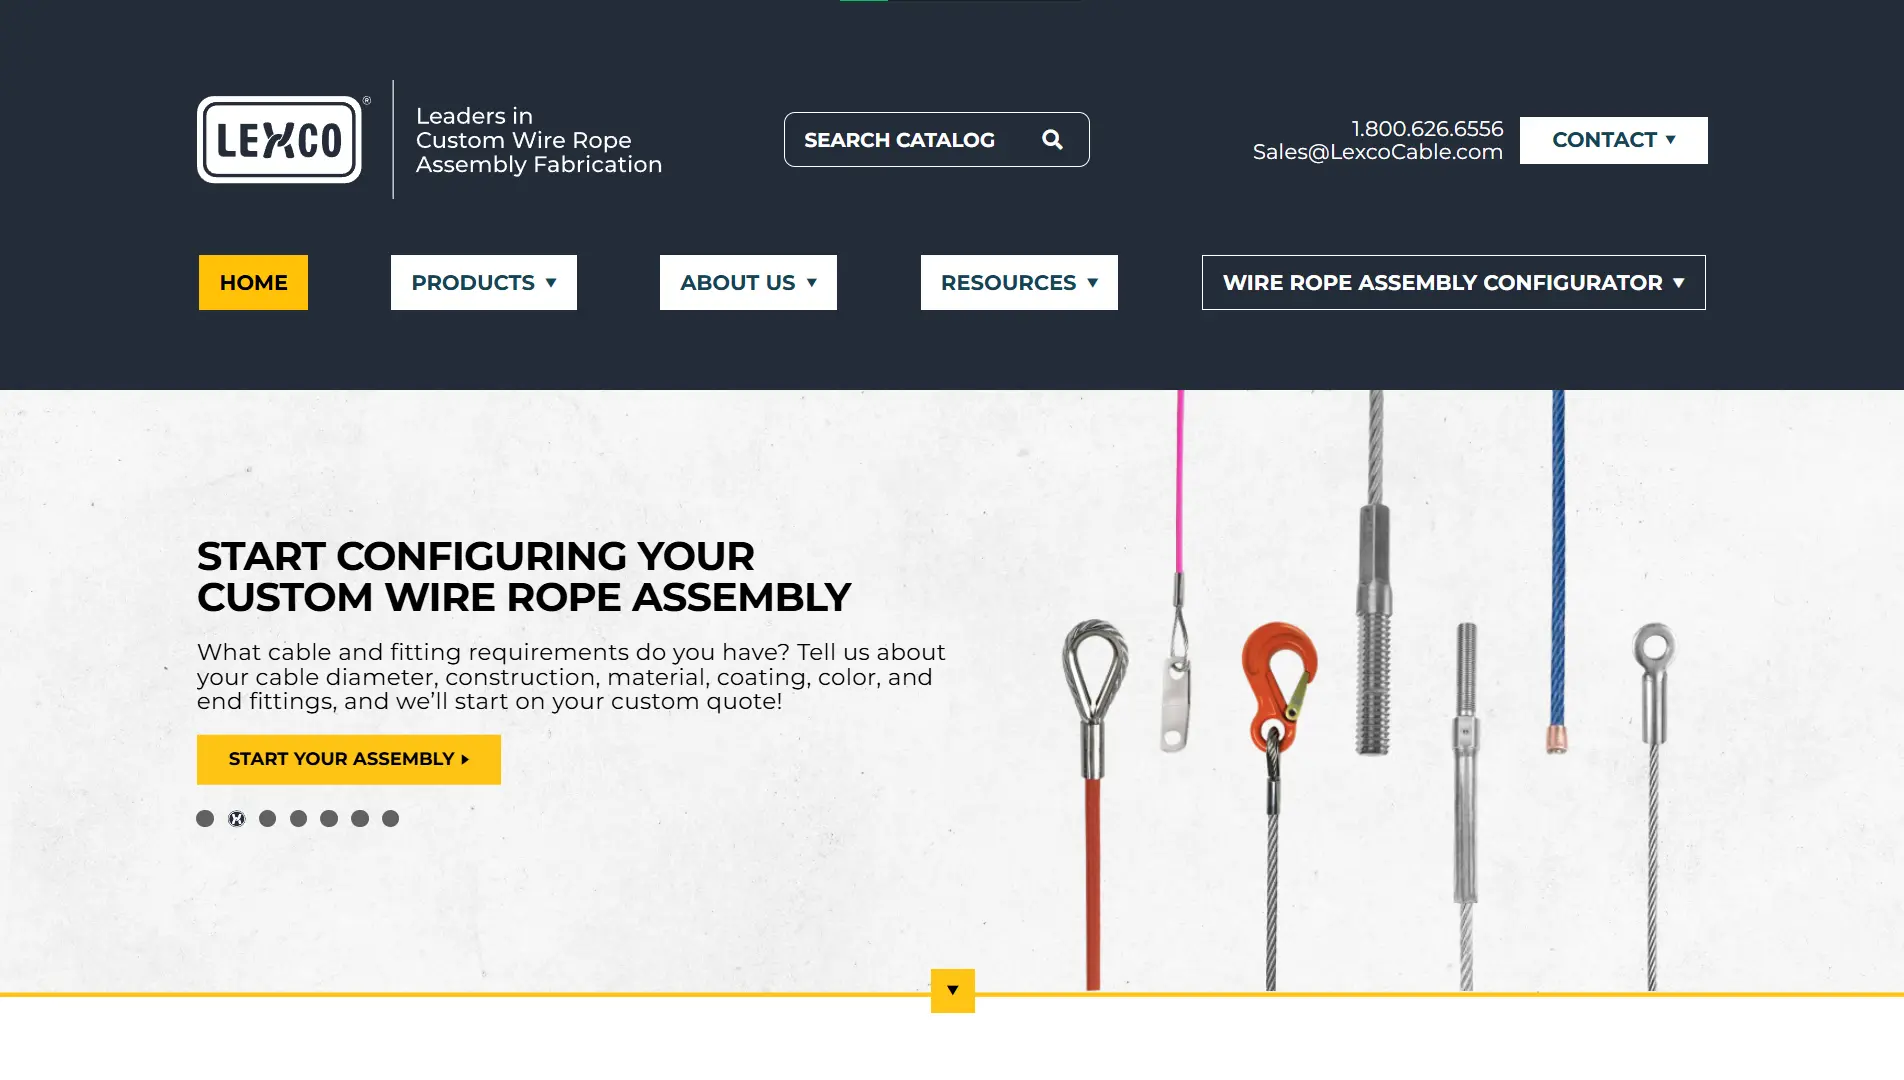 LEXCO®
Leaders in
Custom Wire Rope
Assembly Fabrication
SEARCH CATALOG
1.800.626.6556
Sales@LexcoCable.com
CONTACT ▼
HOME
PRODUCTS ▼
ABOUT US ▼
RESOURCES ▼
WIRE ROPE ASSEMBLY CONFIGURATOR ▼
START CONFIGURING YOUR
CUSTOM WIRE ROPE ASSEMBLY
What cable and fitting requirements do you have? Tell us about
your cable diameter, construction, material, coating, color, and
end fittings, and we’ll start on your custom quote!
START YOUR ASSEMBLY